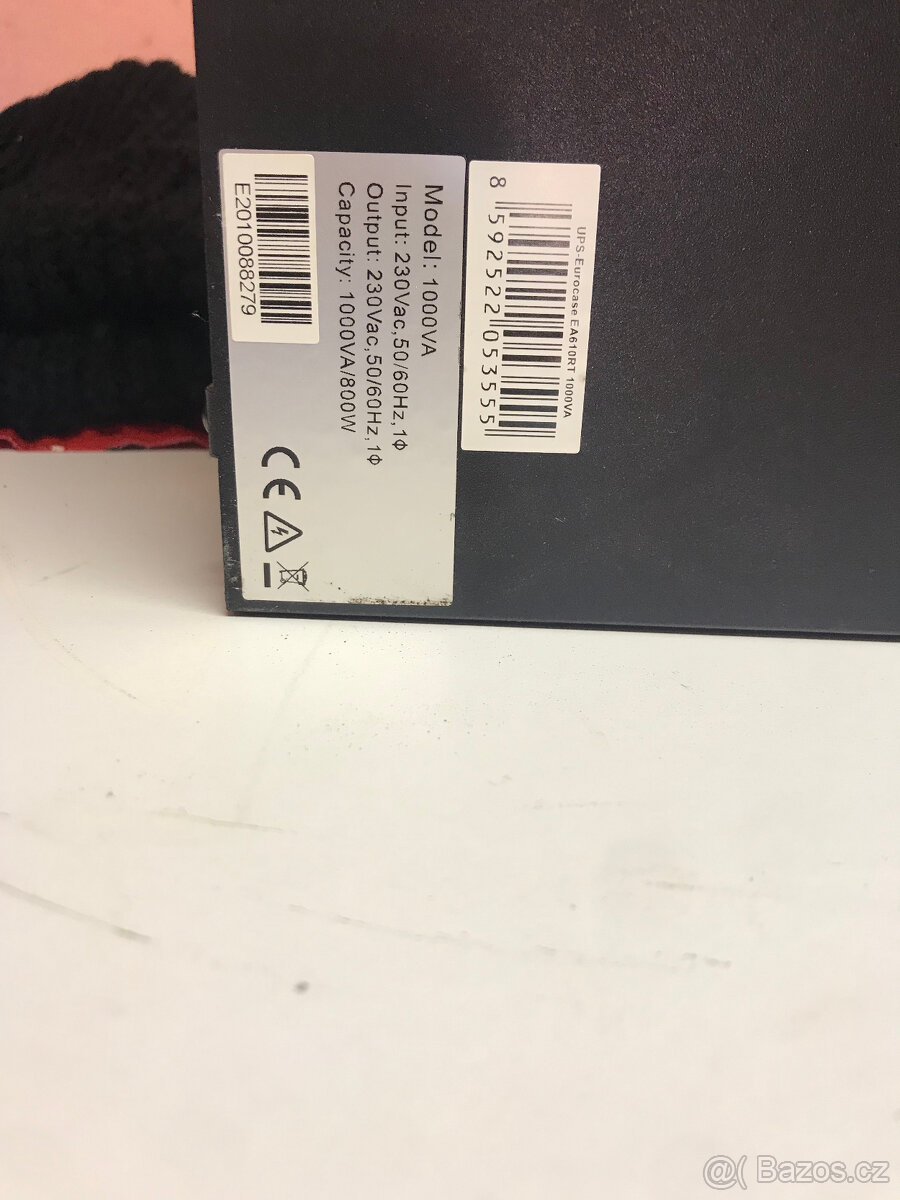 UPS-Eurocase EA610RT 1000VA
8 592522 053555
Model: 1000VA
Input: 230Vac,50/60Hz,1Φ
Output: 230Vac,50/60Hz,1Φ
Capacity: 1000VA/800W
E2010088279
CE
@( Bazos.cz